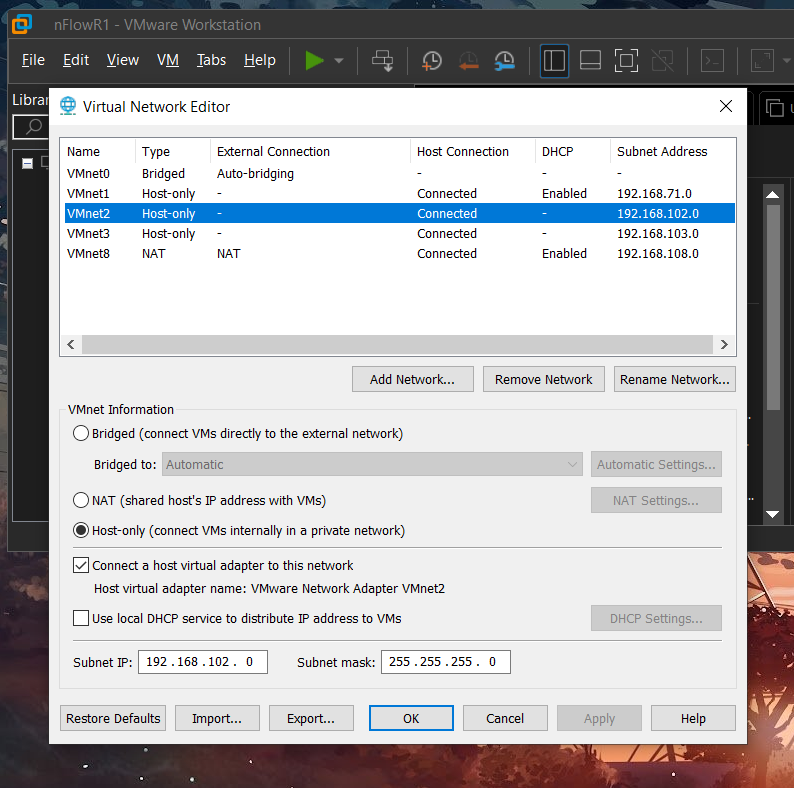 nFlowR1 - VMware Workstation
File Edit View VM Tabs Help
Librar
Virtual Network Editor
Name Type External Connection Host Connection DHCP Subnet Address
VMnet0 Bridged Auto-bridging - - -
VMnet1 Host-only - Connected Enabled 192.168.71.0
VMnet2 Host-only - Connected - 192.168.102.0
VMnet3 Host-only - Connected - 192.168.103.0
VMnet8 NAT NAT Connected Enabled 192.168.108.0
Add Network... Remove Network Rename Network...
VMnet Information
Bridged (connect VMs directly to the external network)
Bridged to: Automatic Automatic Settings...
NAT (shared host's IP address with VMs) NAT Settings...
Host-only (connect VMs internally in a private network)
Connect a host virtual adapter to this network
Host virtual adapter name: VMware Network Adapter VMnet2
Use local DHCP service to distribute IP address to VMs DHCP Settings...
Subnet IP: 192 . 168 . 102 . 0 Subnet mask: 255 . 255 . 255 . 0
Restore Defaults Import... Export... OK Cancel Apply Help